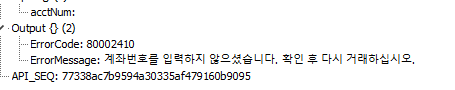 acctNum:
Output {} (2)
ErrorCode: 80002410
ErrorMessage: 계좌번호를 입력하지 않으셨습니다. 확인 후 다시 거래하십시오.
API_SEQ: 77338ac7b9594a30335af479160b9095